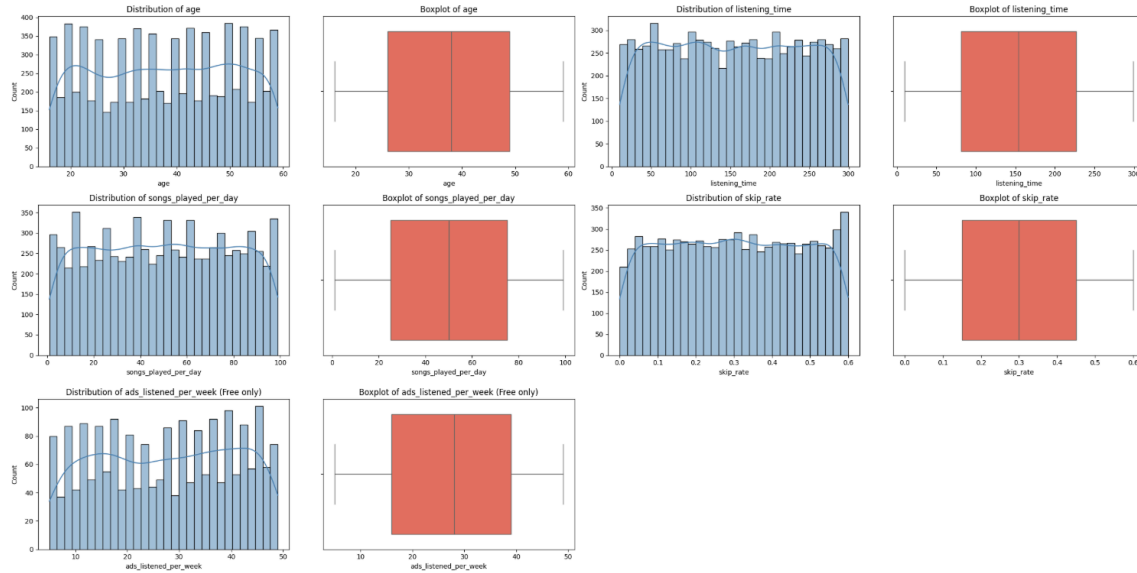 Distribution of age
400
350
300
250
200
150
100
50
0
Count
20 30 40 50 60
age
Boxplot of age
20 30 40 50 60
age
Distribution of listening_time
300
250
200
150
100
50
0
Count
50 100 150 200 250 300
listening_time
Boxplot of listening_time
0 50 100 150 200 250 300
listening_time
Distribution of songs_played_per_day
350
300
250
200
150
100
50
0
Count
0 20 40 60 80 100
songs_played_per_day
Boxplot of songs_played_per_day
0 20 40 60 80 100
songs_played_per_day
Distribution of skip_rate
350
300
250
200
150
100
50
0
Count
0.0 0.1 0.2 0.3 0.4 0.5 0.6
skip_rate
Boxplot of skip_rate
0.0 0.1 0.2 0.3 0.4 0.5 0.6
skip_rate
Distribution of ads_listened_per_week (Free only)
100
80
60
40
20
0
Count
10 20 30 40 50
ads_listened_per_week
Boxplot of ads_listened_per_week (Free only)
10 20 30 40 50
ads_listened_per_week